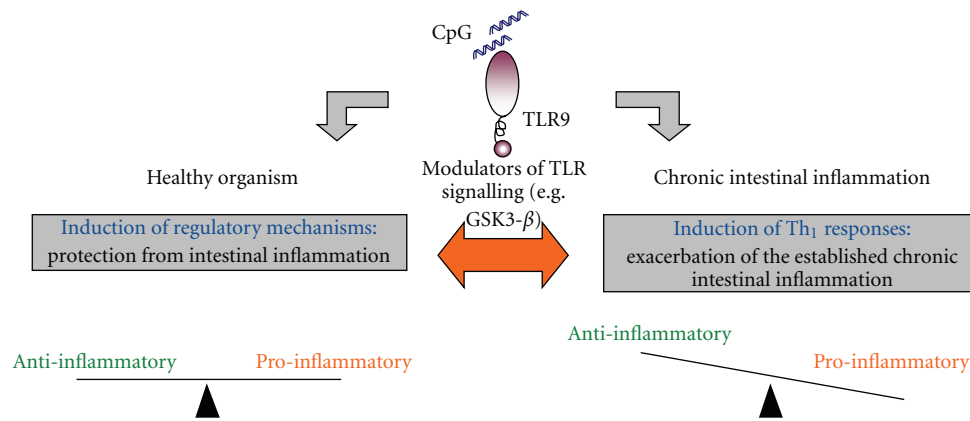 CpG
TLR9
Modulators of TLR
signalling (e.g.
GSK3-β)
Healthy organism
Induction of regulatory mechanisms:
protection from intestinal inflammation
Anti-inflammatory
Pro-inflammatory
Chronic intestinal inflammation
Induction of Th₁ responses:
exacerbation of the established chronic
intestinal inflammation
Anti-inflammatory
Pro-inflammatory